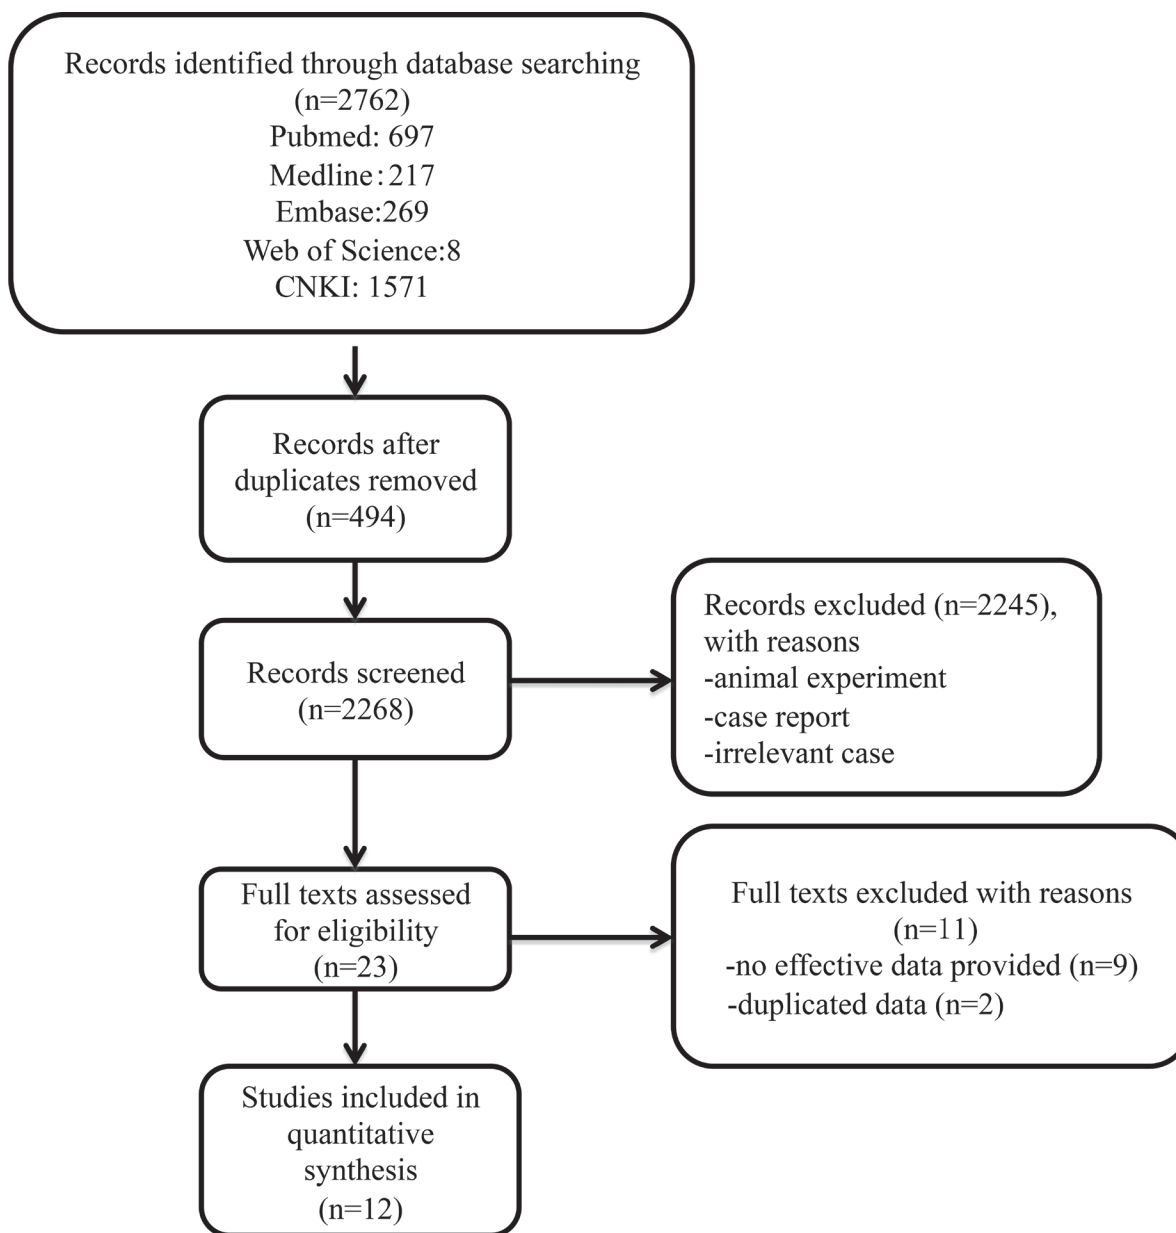 Records identified through database searching
(n=2762)
Pubmed: 697
Medline：217
Embase:269
Web of Science:8
CNKI: 1571
Records after
duplicates removed
(n=494)
Records screened
(n=2268)
Records excluded (n=2245),
with reasons
-animal experiment
-case report
-irrelevant case
Full texts assessed
for eligibility
(n=23)
Full texts excluded with reasons
(n=11)
-no effective data provided (n=9)
-duplicated data (n=2)
Studies included in
quantitative
synthesis
(n=12)